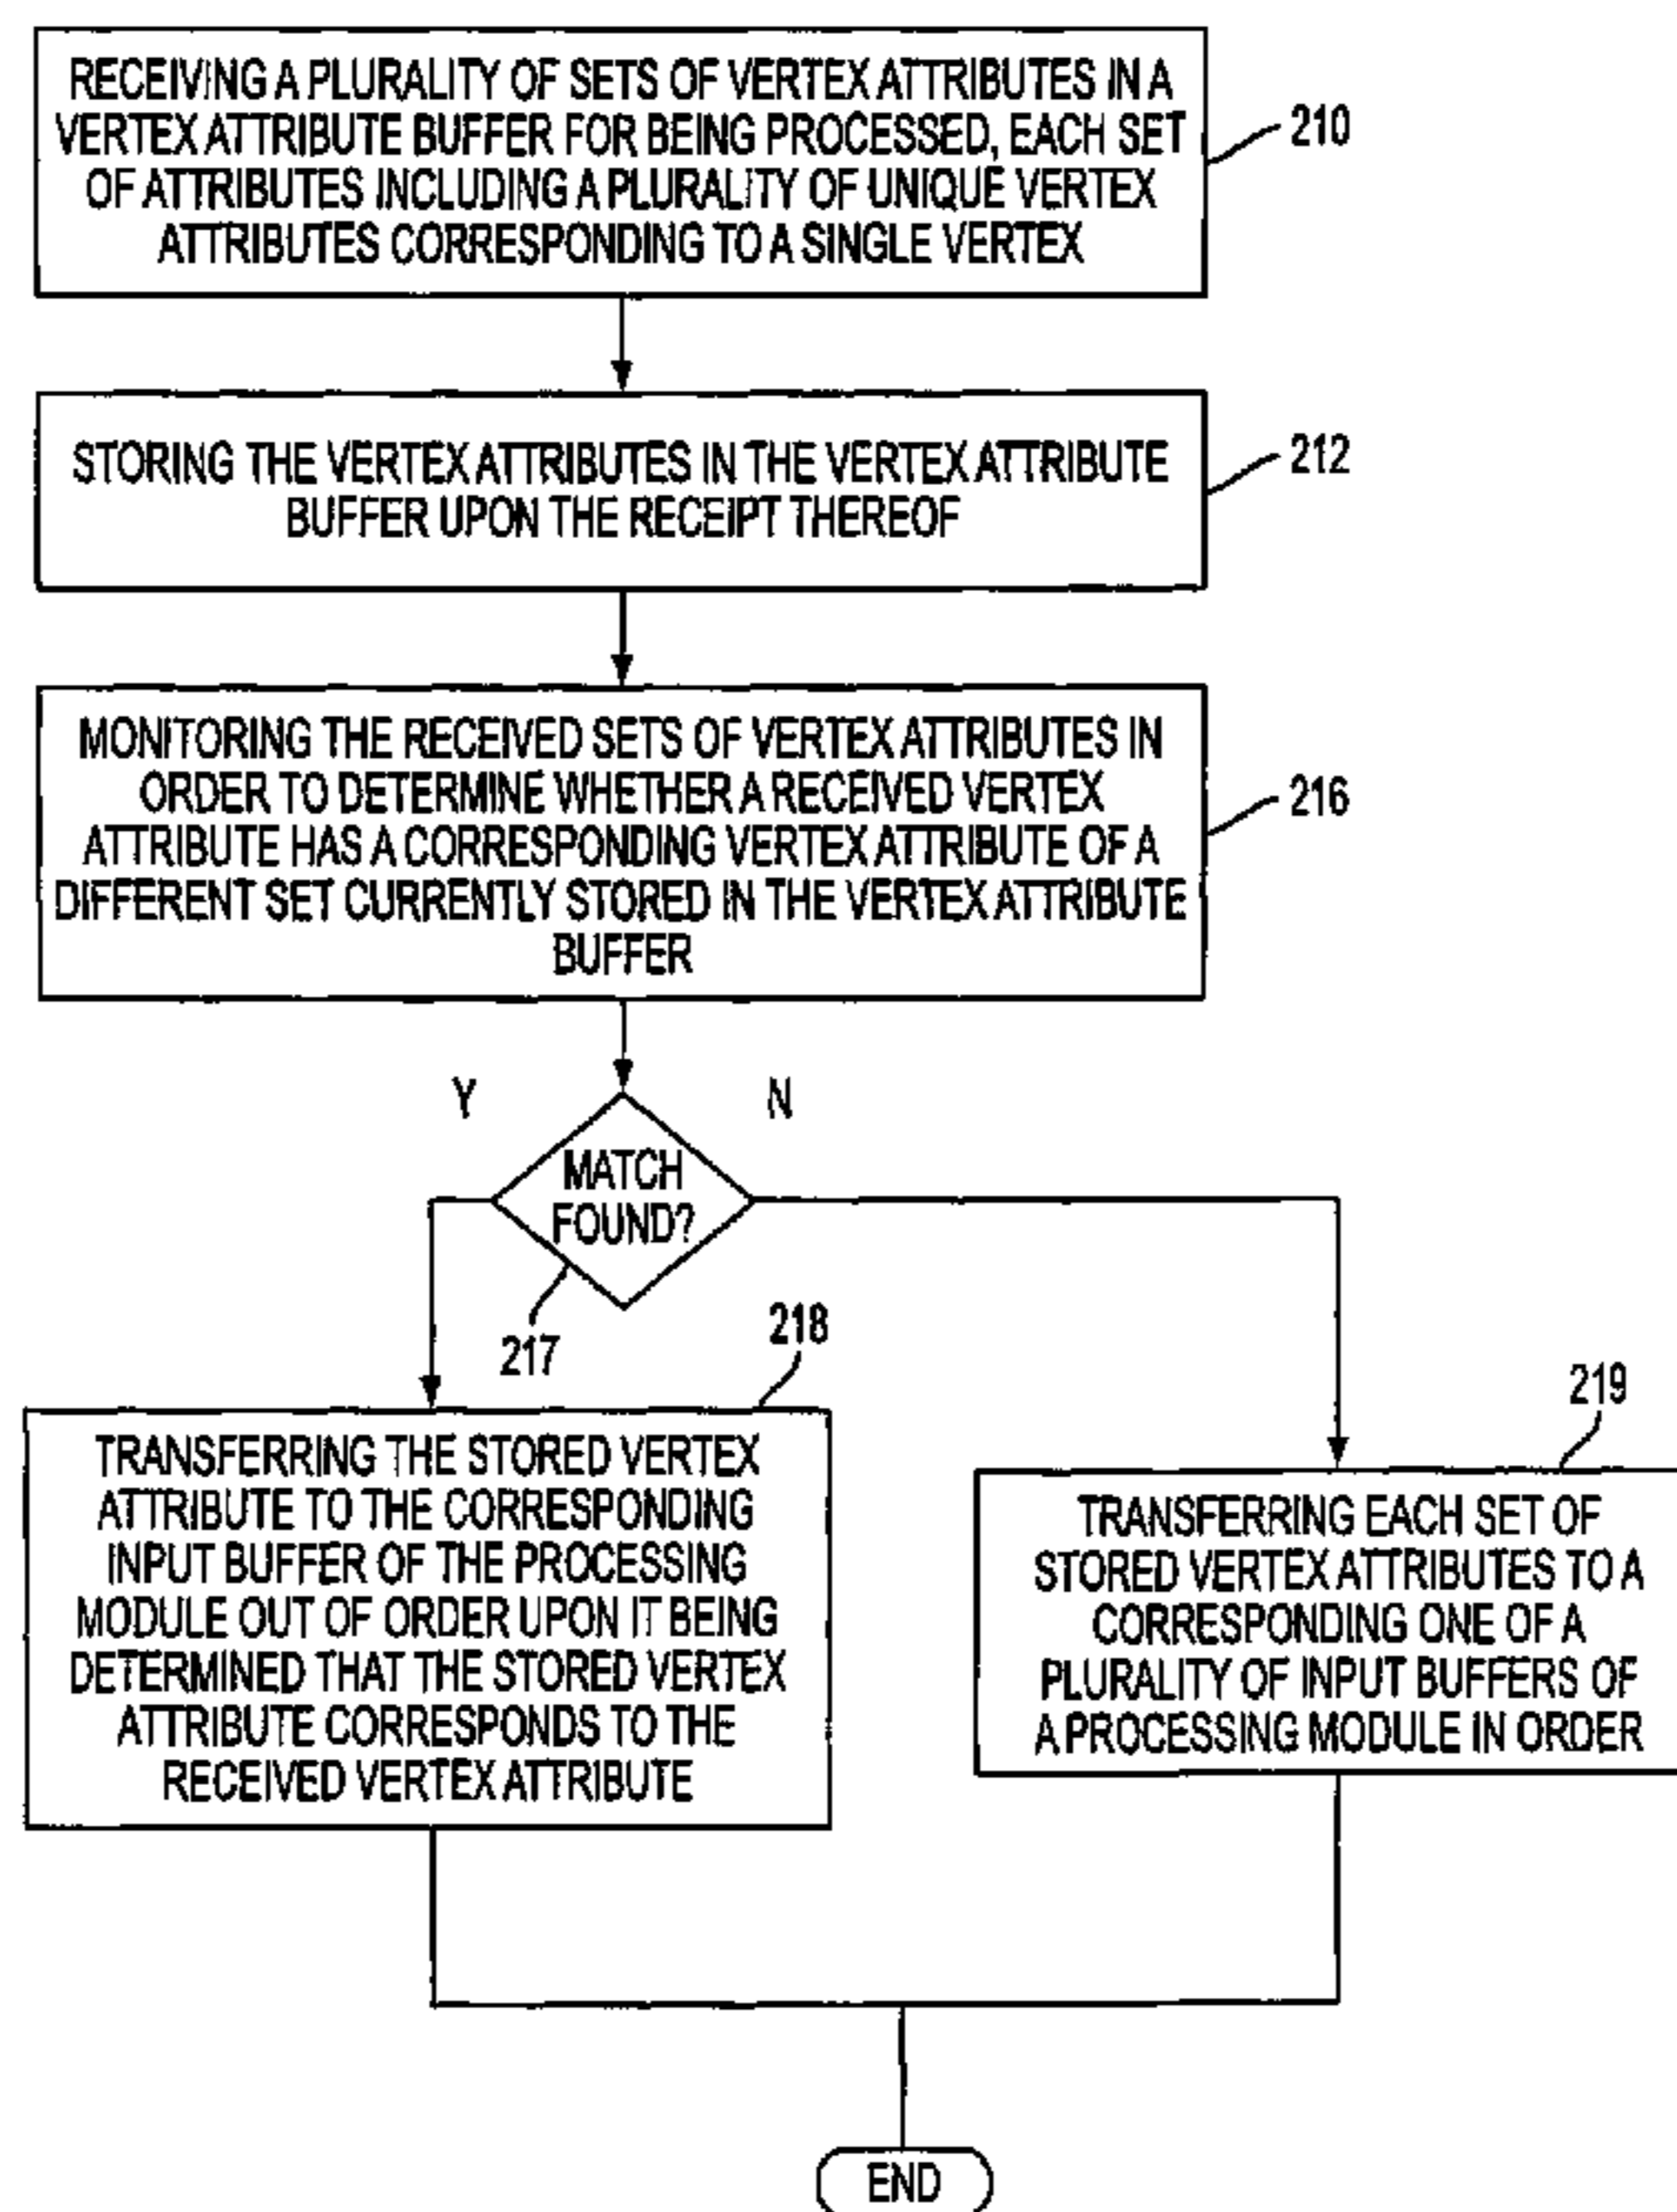 RECEIVING A PLURALITY OF SETS OF VERTEX ATTRIBUTES IN A
VERTEX ATTRIBUTE BUFFER FOR BEING PROCESSED, EACH SET
OF ATTRIBUTES INCLUDING A PLURALITY OF UNIQUE VERTEX
ATTRIBUTES CORRESPONDING TO A SINGLE VERTEX
210
STORING THE VERTEX ATTRIBUTES IN THE VERTEX ATTRIBUTE
BUFFER UPON THE RECEIPT THEREOF
212
MONITORING THE RECEIVED SETS OF VERTEX ATTRIBUTES IN
ORDER TO DETERMINE WHETHER A RECEIVED VERTEX
ATTRIBUTE HAS A CORRESPONDING VERTEX ATTRIBUTE OF A
DIFFERENT SET CURRENTLY STORED IN THE VERTEX ATTRIBUTE
BUFFER
216
Y
N
MATCH
FOUND?
217
218
219
TRANSFERRING THE STORED VERTEX
ATTRIBUTE TO THE CORRESPONDING
INPUT BUFFER OF THE PROCESSING
MODULE OUT OF ORDER UPON IT BEING
DETERMINED THAT THE STORED VERTEX
ATTRIBUTE CORRESPONDS TO THE
RECEIVED VERTEX ATTRIBUTE
TRANSFERRING EACH SET OF
STORED VERTEX ATTRIBUTES TO A
CORRESPONDING ONE OF A
PLURALITY OF INPUT BUFFERS OF
A PROCESSING MODULE IN ORDER
END